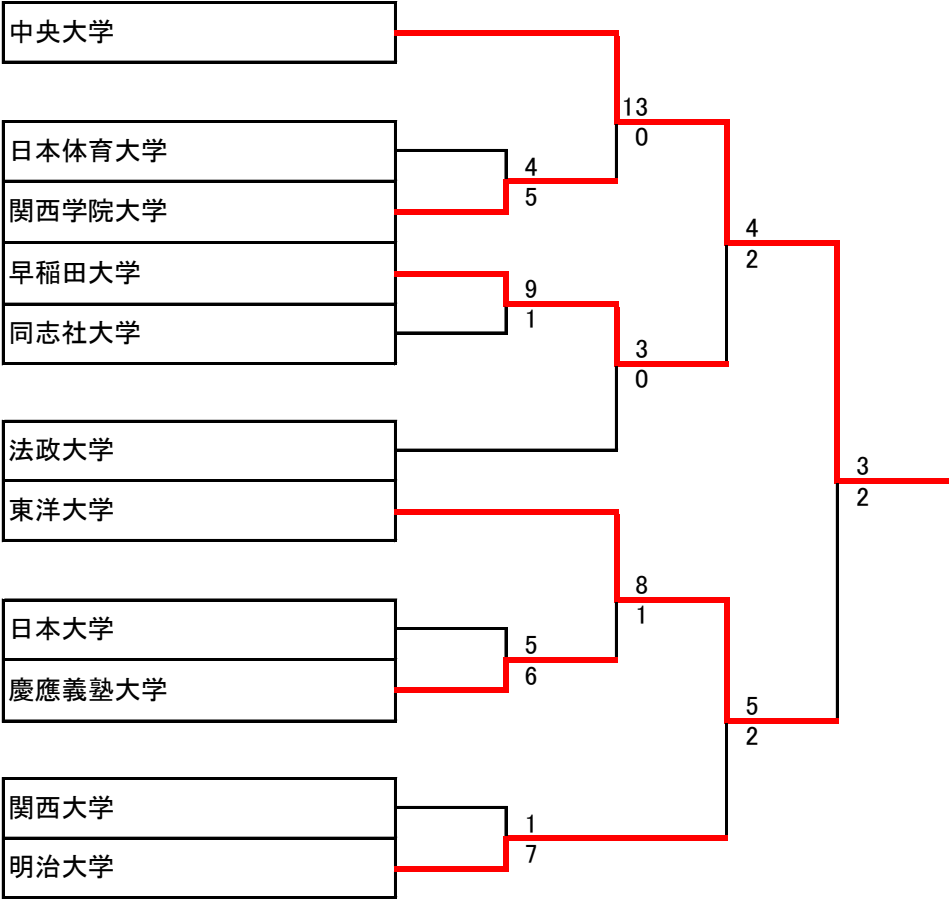 中央大学
13
0
日本体育大学
4
5
関西学院大学
4
2
早稲田大学
9
1
同志社大学
3
0
法政大学
3
2
東洋大学
8
1
日本大学
5
6
慶應義塾大学
5
2
関西大学
1
7
明治大学